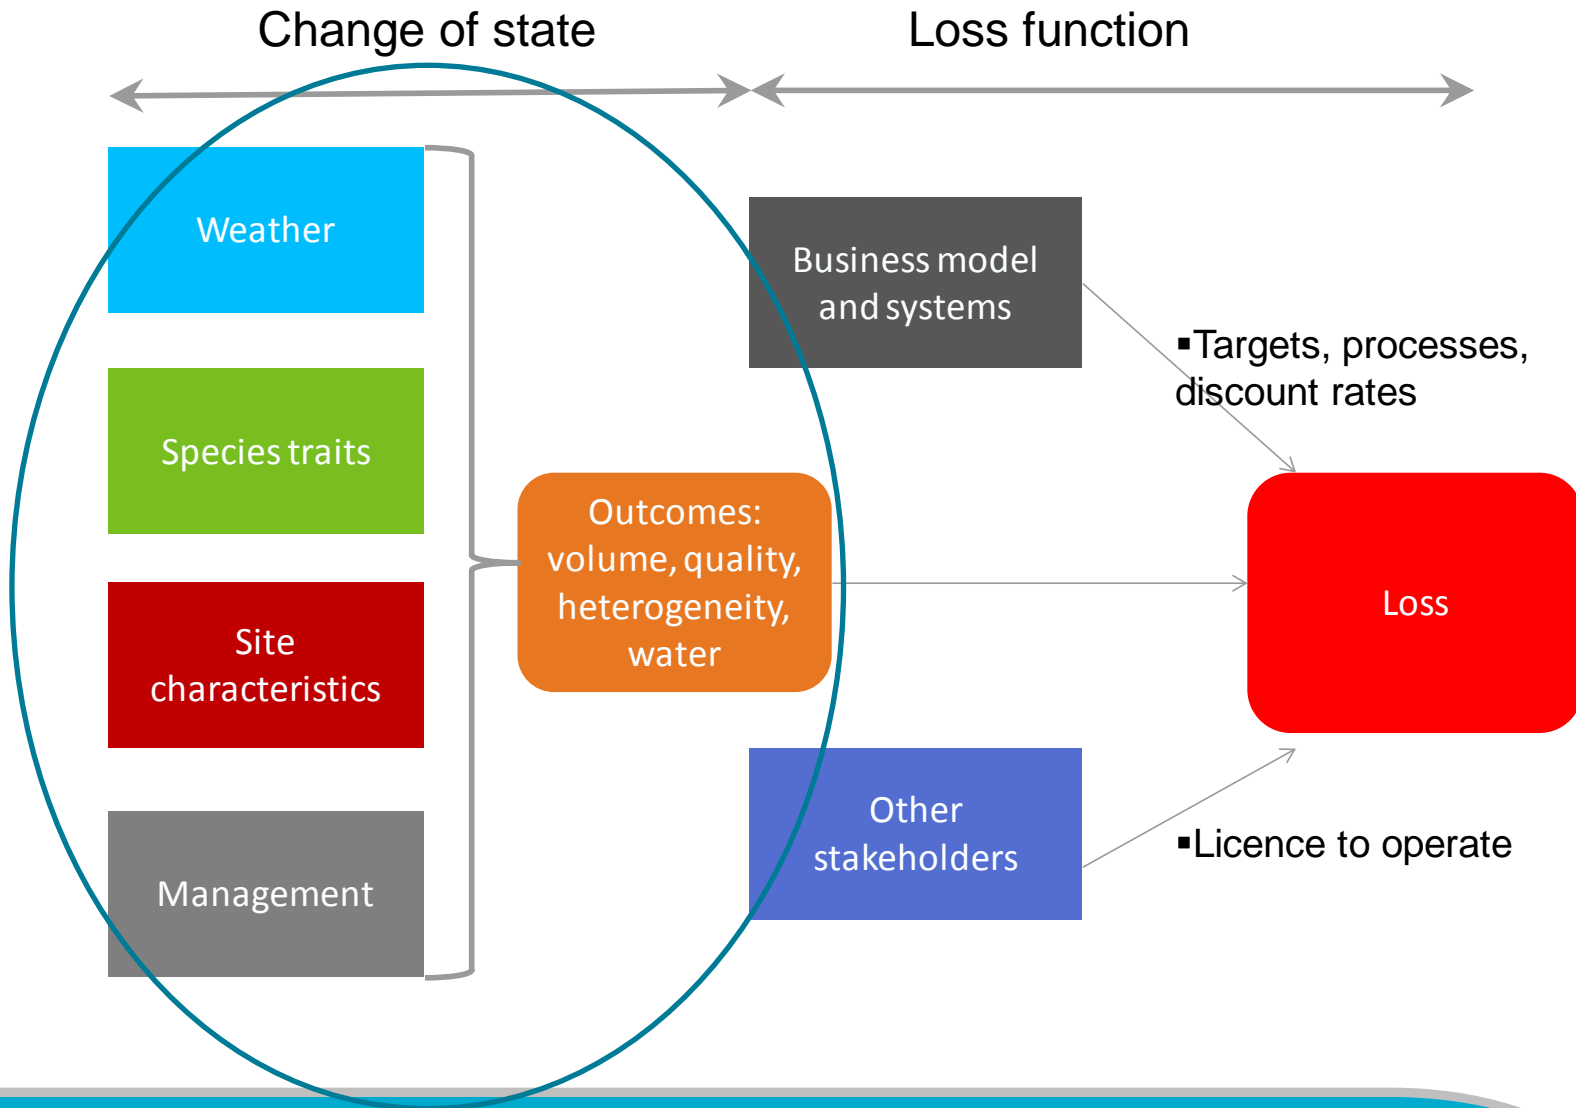 Change of state
Loss function
Weather
Species traits
Site
characteristics
Management
Outcomes:
volume, quality,
heterogeneity,
water
Business model
and systems
▪Targets, processes,
discount rates
Loss
Other
stakeholders
▪Licence to operate